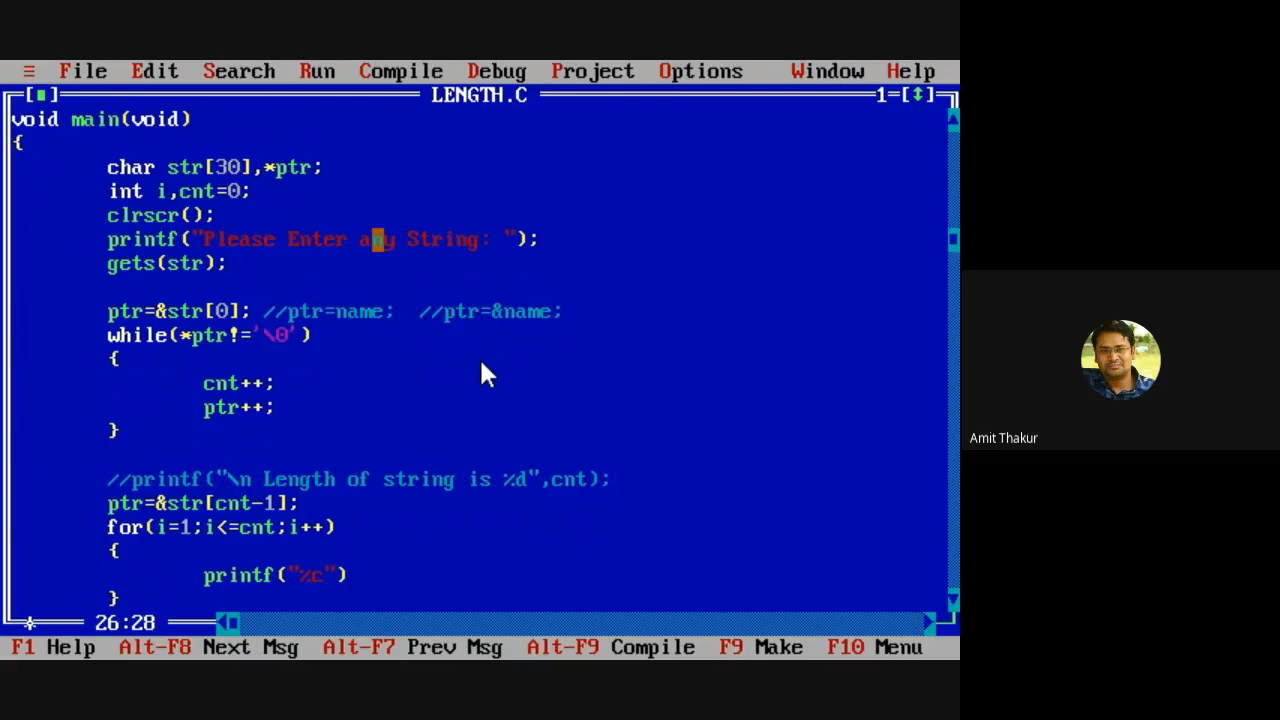 ≡ File Edit Search Run Compile Debug Project Options Window Help
[■] LENGTH.C 1=[↕]
void main(void)
{
char str[30],*ptr;
int i,cnt=0;
clrscr();
printf("Please Enter any String: ");
gets(str);
ptr=&str[0]; //ptr=name; //ptr=&name;
while(*ptr!='\0')
{
cnt++;
ptr++;
}
//printf("\n Length of string is %d",cnt);
ptr=&str[cnt-1];
for(i=1;i<=cnt;i++)
{
printf("%c")
}
26:28
F1 Help Alt-F8 Next Msg Alt-F7 Prev Msg Alt-F9 Compile F9 Make F10 Menu
Amit Thakur